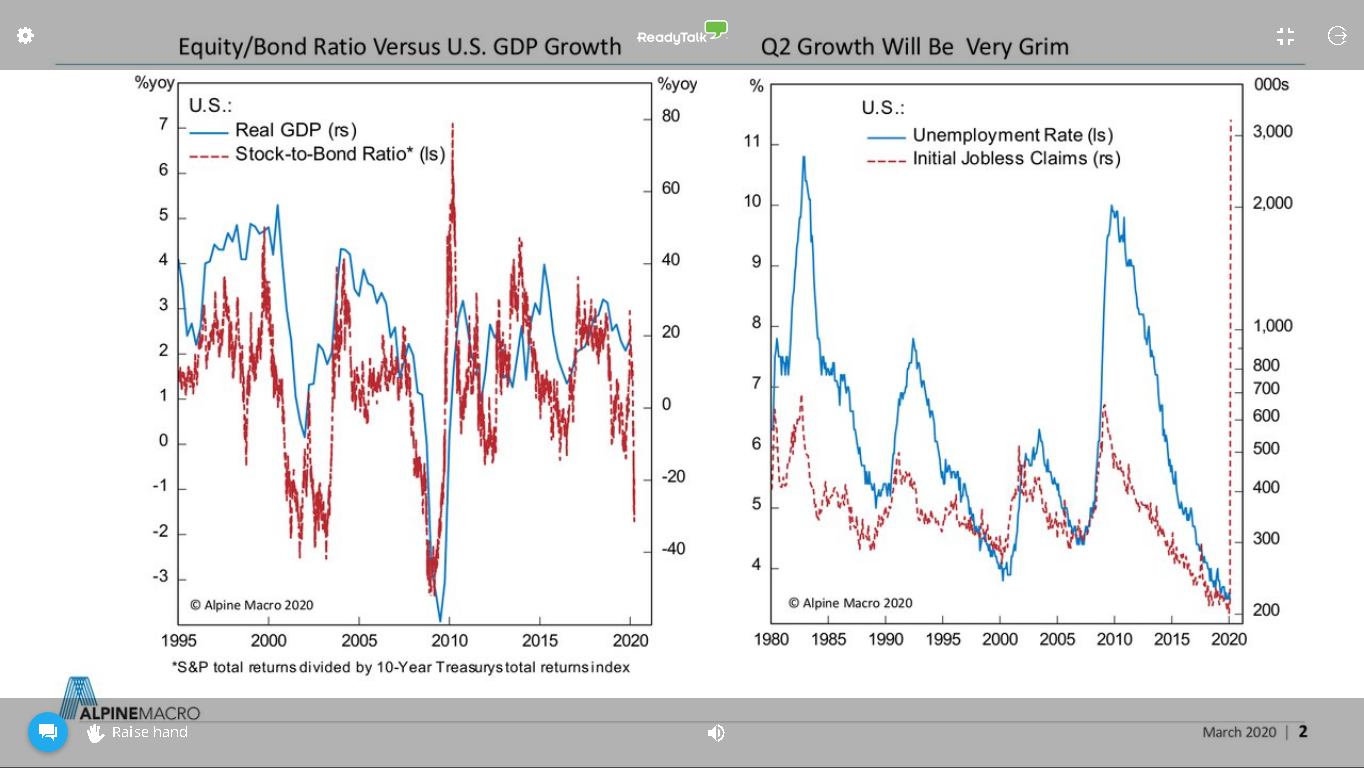 ReadyTalk
Equity/Bond Ratio Versus U.S. GDP Growth
Q2 Growth Will Be Very Grim
%yoy
%yoy
U.S.:
Real GDP (rs)
Stock-to-Bond Ratio* (ls)
7
6
5
4
3
2
1
0
-1
-2
-3
80
60
40
20
0
-20
-40
© Alpine Macro 2020
1995 2000 2005 2010 2015 2020
*S&P total returns divided by 10-Year Treasurys total returns index
%
000s
U.S.:
Unemployment Rate (ls)
Initial Jobless Claims (rs)
11
10
9
8
7
6
5
4
3,000
2,000
1,000
800
700
600
500
400
300
200
© Alpine Macro 2020
1980 1985 1990 1995 2000 2005 2010 2015 2020
ALPINEMACRO
Raise hand
March 2020 | 2